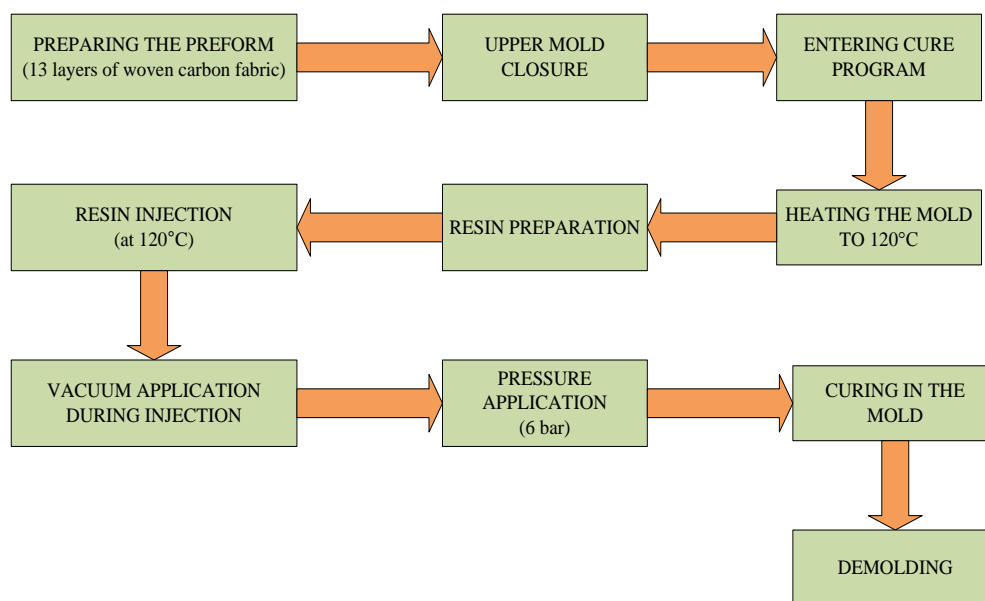 PREPARING THE PREFORM
(13 layers of woven carbon fabric)
UPPER MOLD
CLOSURE
ENTERING CURE
PROGRAM
HEATING THE MOLD
TO 120°C
RESIN PREPARATION
RESIN INJECTION
(at 120°C)
VACUUM APPLICATION
DURING INJECTION
PRESSURE
APPLICATION
(6 bar)
CURING IN THE
MOLD
DEMOLDING